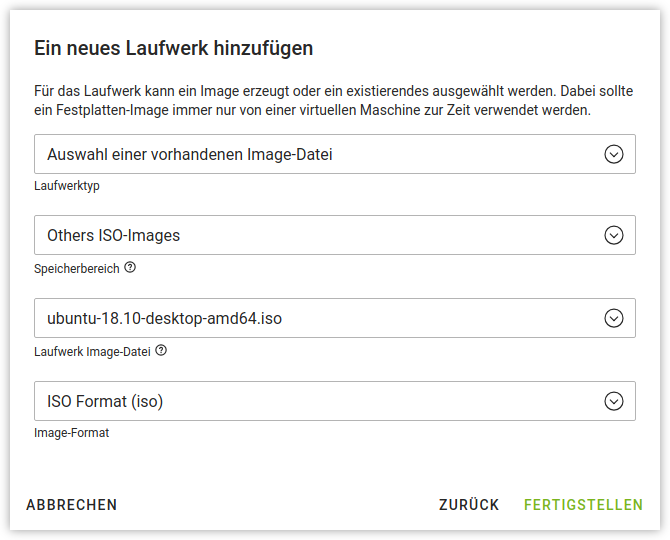 Ein neues Laufwerk hinzufügen
Für das Laufwerk kann ein Image erzeugt oder ein existierendes ausgewählt werden. Dabei sollte
ein Festplatten-Image immer nur von einer virtuellen Maschine zur Zeit verwendet werden.
Auswahl einer vorhandenen Image-Datei
Laufwerktyp
Others ISO-Images
Speicherbereich
ubuntu-18.10-desktop-amd64.iso
Laufwerk Image-Datei
ISO Format (iso)
Image-Format
ABBRECHEN ZURÜCK FERTIGSTELLEN